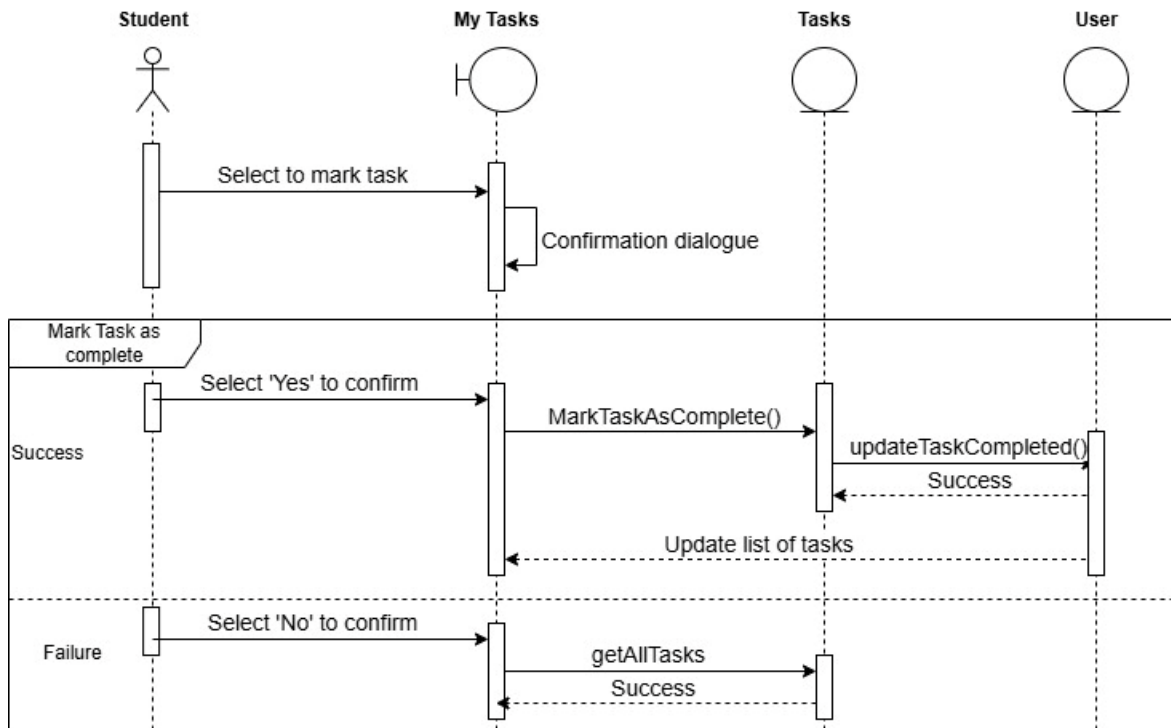 Student
My Tasks
Tasks
User
Select to mark task
Confirmation dialogue
Mark Task as
complete
Select 'Yes' to confirm
MarkTaskAsComplete()
Success
updateTaskCompleted()
Success
Update list of tasks
Select 'No' to confirm
Failure
getAllTasks
Success